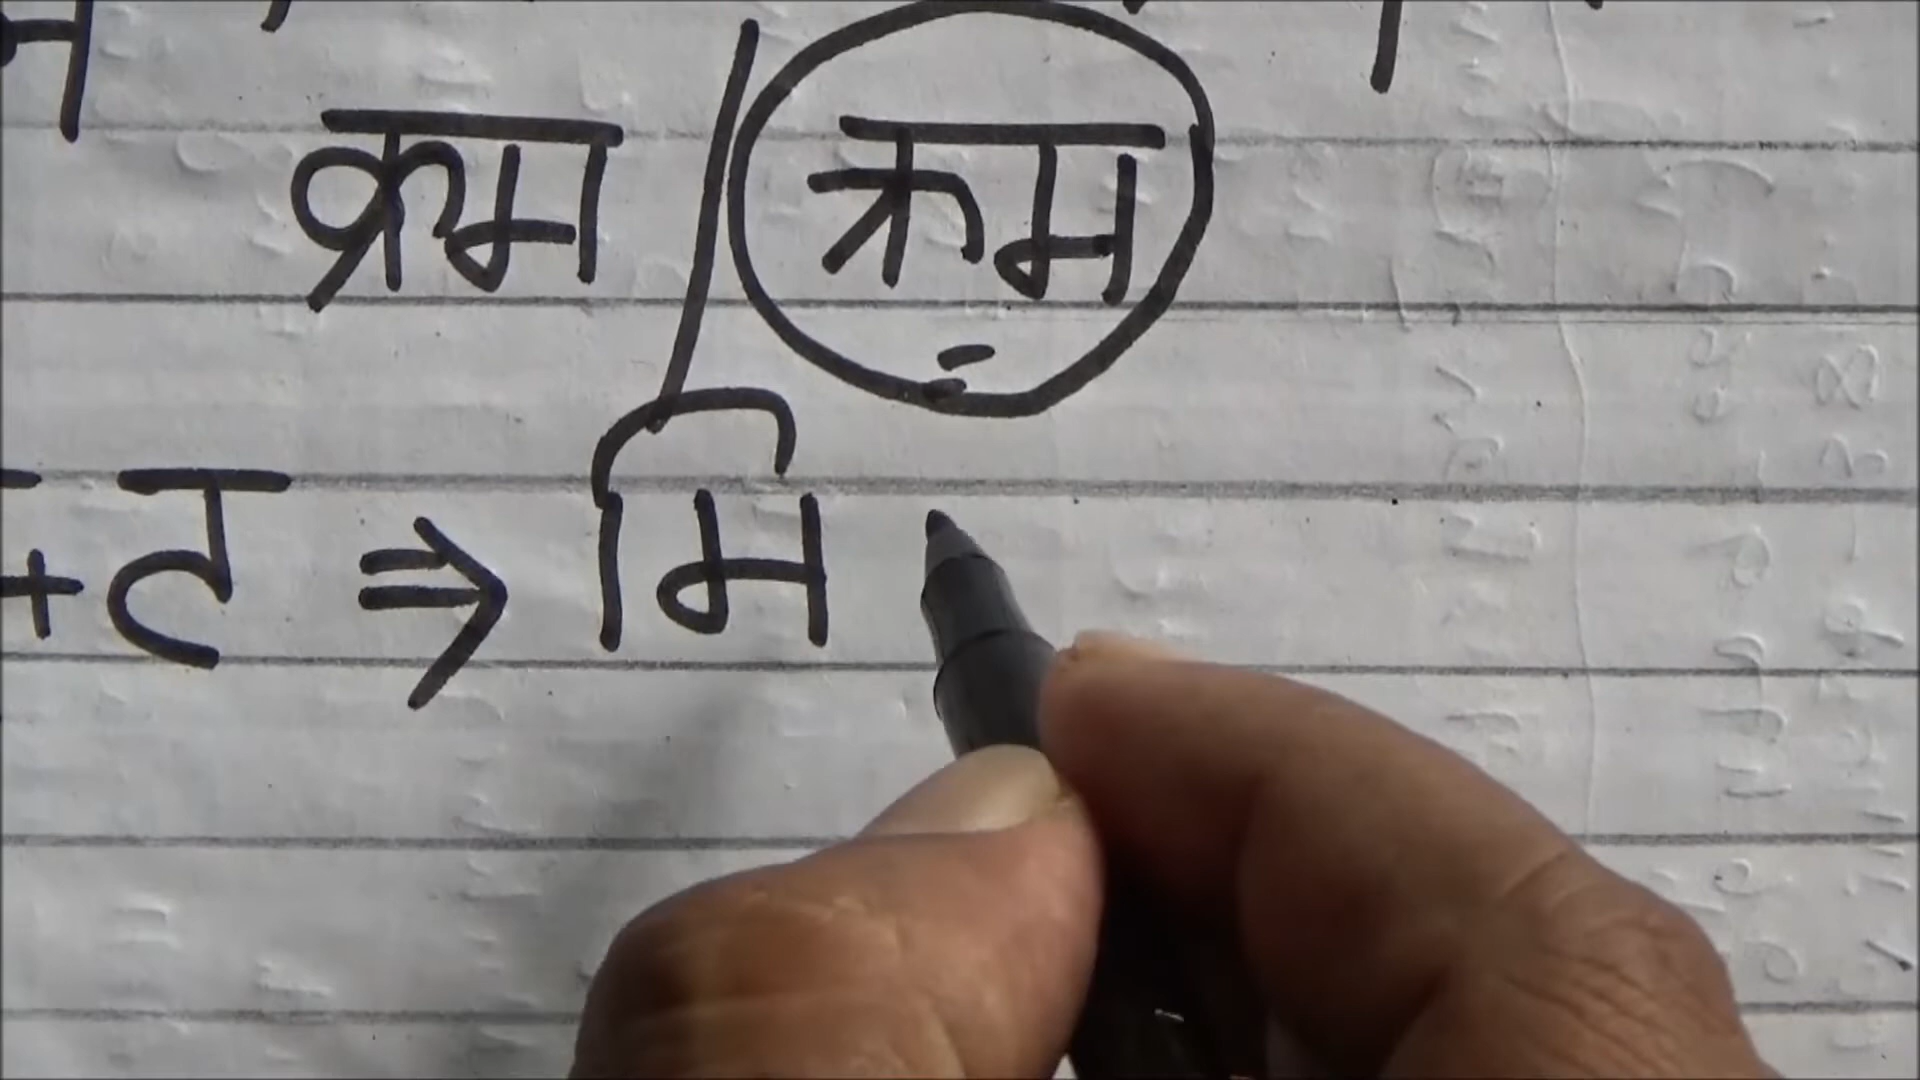 क्रम / क्रम
+ त ⇒ मि